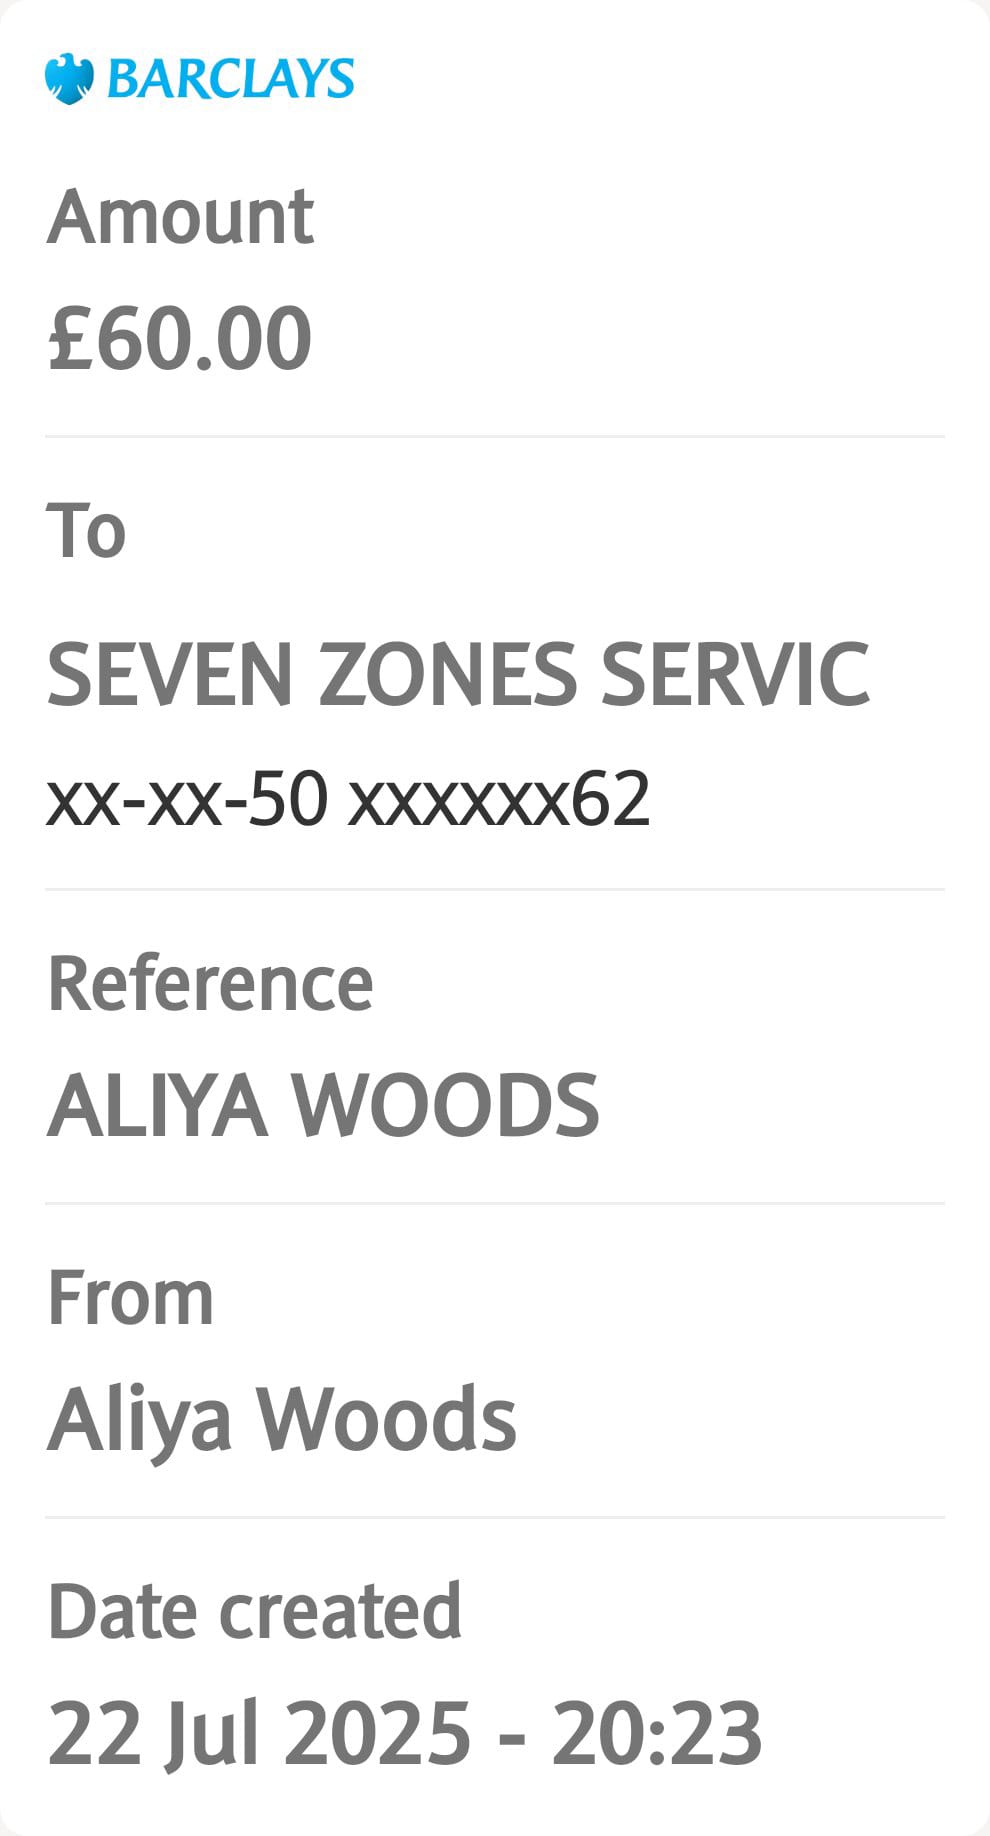 BARCLAYS
Amount
£60.00
To
SEVEN ZONES SERVIC
xx-xx-50 xxxxxx62
Reference
ALIYA WOODS
From
Aliya Woods
Date created
22 Jul 2025 - 20:23